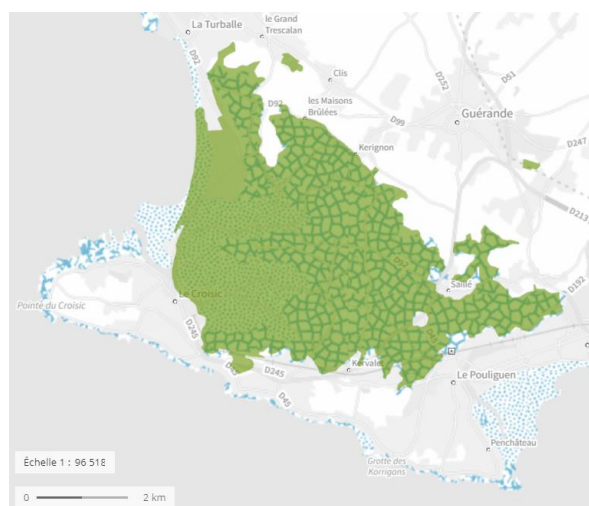 La Turballe
le Grand
Trescalan
D92
Clis
D252
D51
D92
les Maisons
Brûlées
Guérande
D99
D247
Kerignon
D213
Saillé
D192
Le Croisic
Pointe du Croisic
D245
Kervalet
D245
Le Pouliguen
D45
Penchâteau
Grotte des
Korrigans
Échelle 1 : 96 518
0 2 km